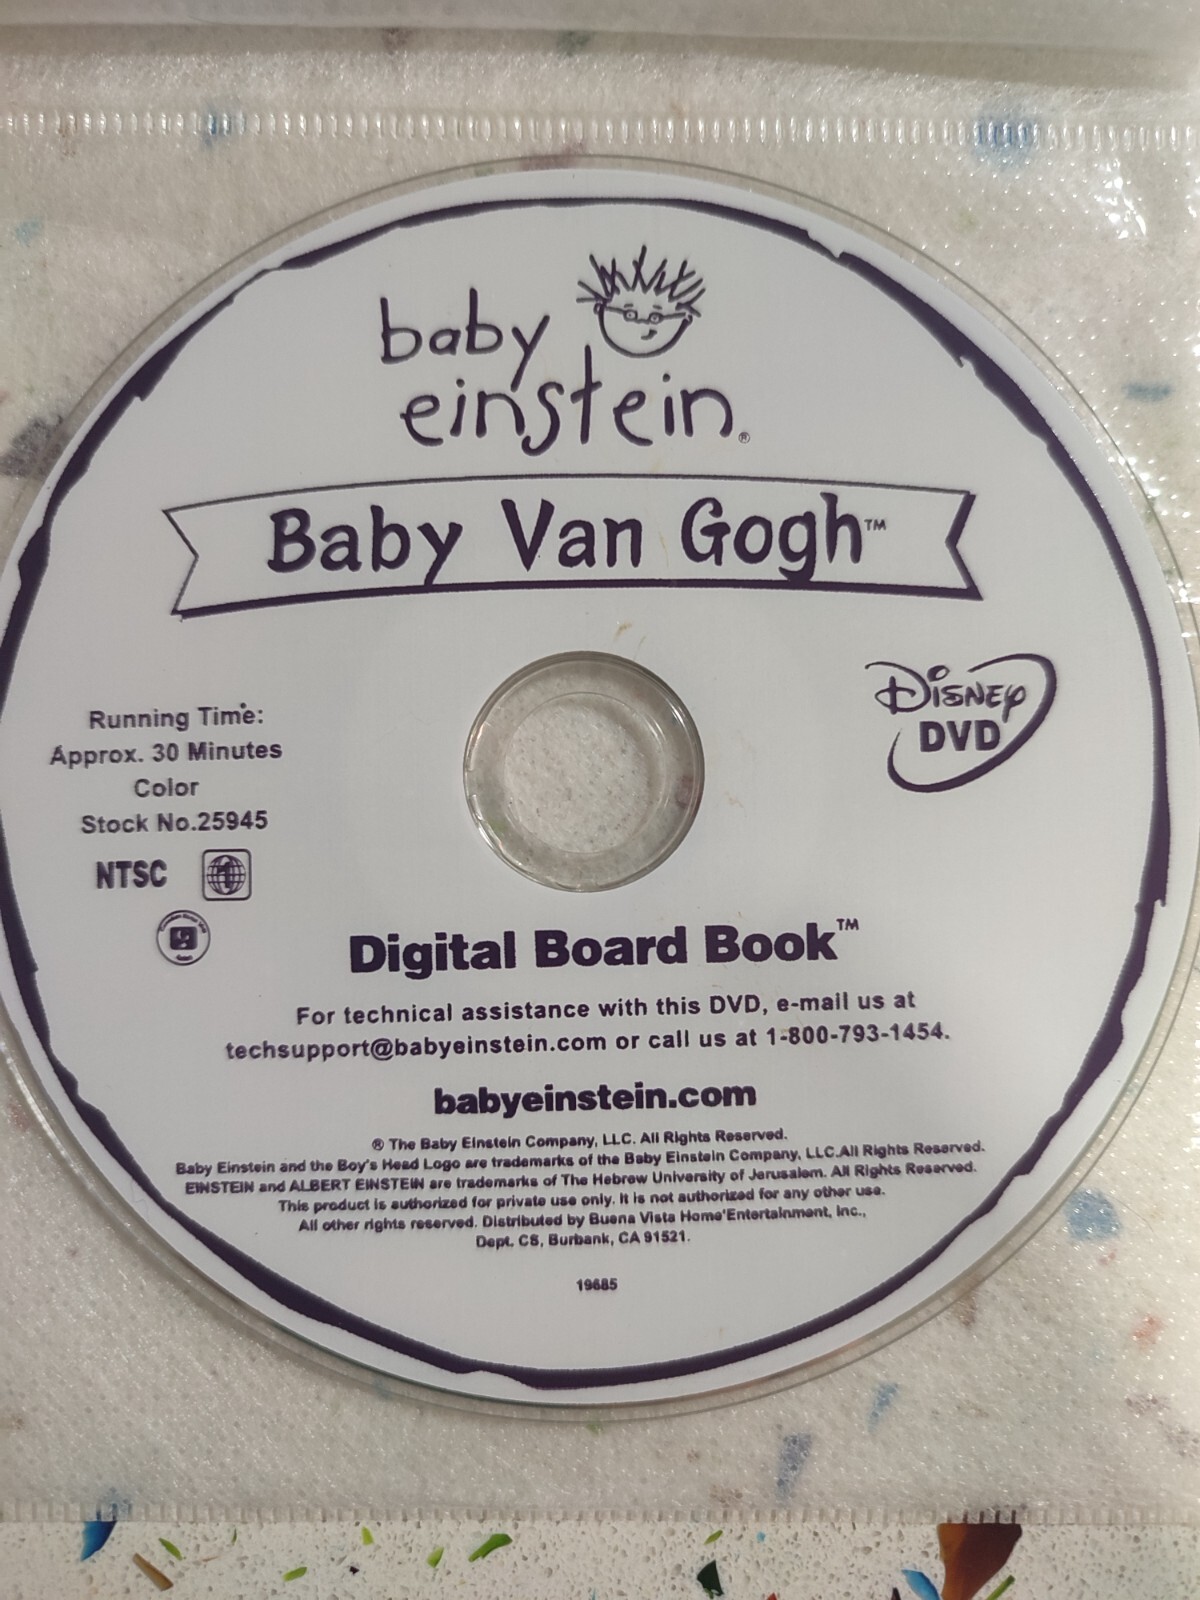 baby
einstein®
Baby Van Gogh™
DISNEY
DVD
Running Time:
Approx. 30 Minutes
Color
Stock No.25945
NTSC
1
Digital Board Book™
For technical assistance with this DVD, e-mail us at
techsupport@babyeinstein.com or call us at 1-800-793-1454.
babyeinstein.com
® The Baby Einstein Company, LLC. All Rights Reserved.
Baby Einstein and the Boy's Head Logo are trademarks of the Baby Einstein Company, LLC.All Rights Reserved.
EINSTEIN and ALBERT EINSTEIN are trademarks of The Hebrew University of Jerusalem. All Rights Reserved.
This product is authorized for private use only. It is not authorized for any other use.
All other rights reserved. Distributed by Buena Vista Home Entertainment, Inc.,
Dept. CS, Burbank, CA 91521.
19685